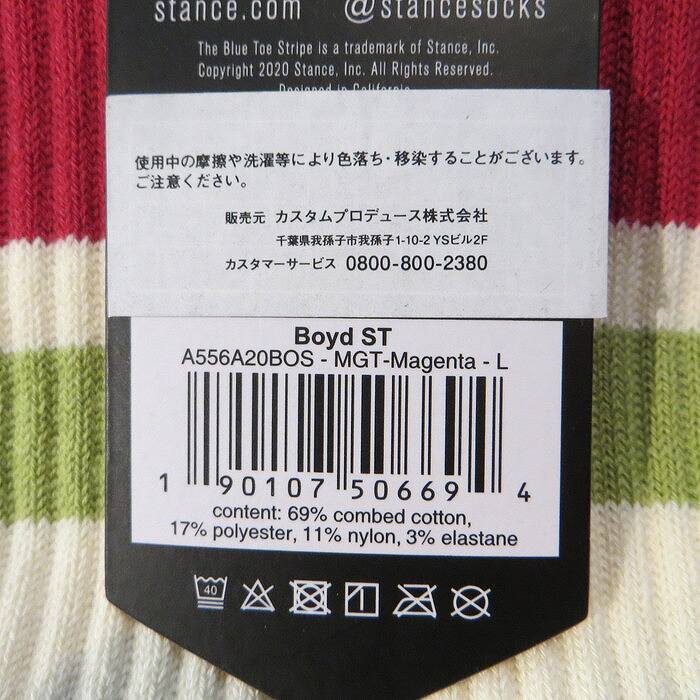 stance.com @stancesocks
The Blue Toe Stripe is a trademark of Stance, Inc.
Copyright 2020 Stance, Inc. All Rights Reserved.
Designed in California
使用中の摩擦や洗濯等により色落ち・移染することがございます。
ご注意ください。
販売元 カスタムプロデュース株式会社
千葉県我孫子市我孫子1-10-2 YSビル2F
カスタマーサービス 0800-800-2380
Boyd ST
A556A20BOS - MGT-Magenta - L
1 90107 50669 4
content: 69% combed cotton,
17% polyester, 11% nylon, 3% elastane
40 1